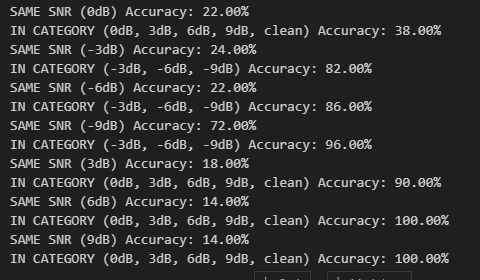 SAME SNR (0dB) Accuracy: 22.00%
IN CATEGORY (0dB, 3dB, 6dB, 9dB, clean) Accuracy: 38.00%
SAME SNR (-3dB) Accuracy: 24.00%
IN CATEGORY (-3dB, -6dB, -9dB) Accuracy: 82.00%
SAME SNR (-6dB) Accuracy: 22.00%
IN CATEGORY (-3dB, -6dB, -9dB) Accuracy: 86.00%
SAME SNR (-9dB) Accuracy: 72.00%
IN CATEGORY (-3dB, -6dB, -9dB) Accuracy: 96.00%
SAME SNR (3dB) Accuracy: 18.00%
IN CATEGORY (0dB, 3dB, 6dB, 9dB, clean) Accuracy: 90.00%
SAME SNR (6dB) Accuracy: 14.00%
IN CATEGORY (0dB, 3dB, 6dB, 9dB, clean) Accuracy: 100.00%
SAME SNR (9dB) Accuracy: 14.00%
IN CATEGORY (0dB, 3dB, 6dB, 9dB, clean) Accuracy: 100.00%